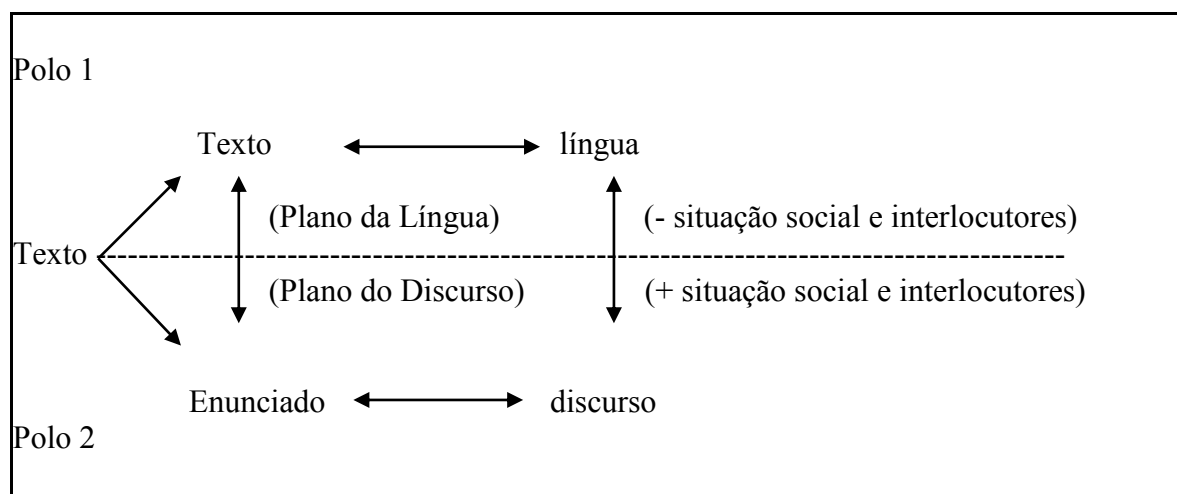 Polo 1
Texto língua
(Plano da Língua) (- situação social e interlocutores)
Texto
(Plano do Discurso) (+ situação social e interlocutores)
Enunciado discurso
Polo 2